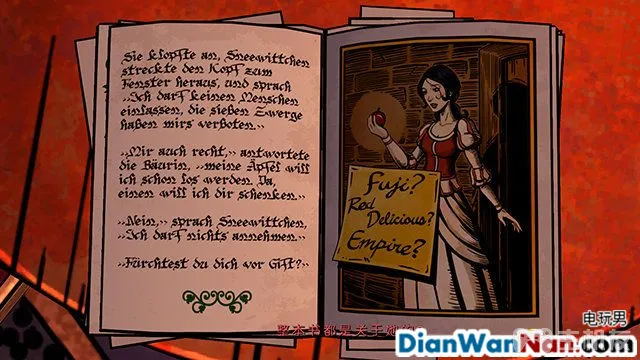 Sie klopfte an, Sneewittchen
streckte den Kopf zum
Fenster heraus, und sprach
„Ich darf keinen Menschen
einlassen, die sieben Zwerge
haben mirs verboten.„
„Mir auch recht,„ antwortete
die Bäurin, „meine Äpfel will
ich schon los werden. Da,
einen will ich dir schenken.„
„Nein,„ sprach Sneewittchen,
„Ich darf nichts annehmen„
„Fürchtest du dich vor Gift?„
Fuji?
Red
Delicious?
Empire?
整本书都是关于她的
电玩男
DianWanNan.com